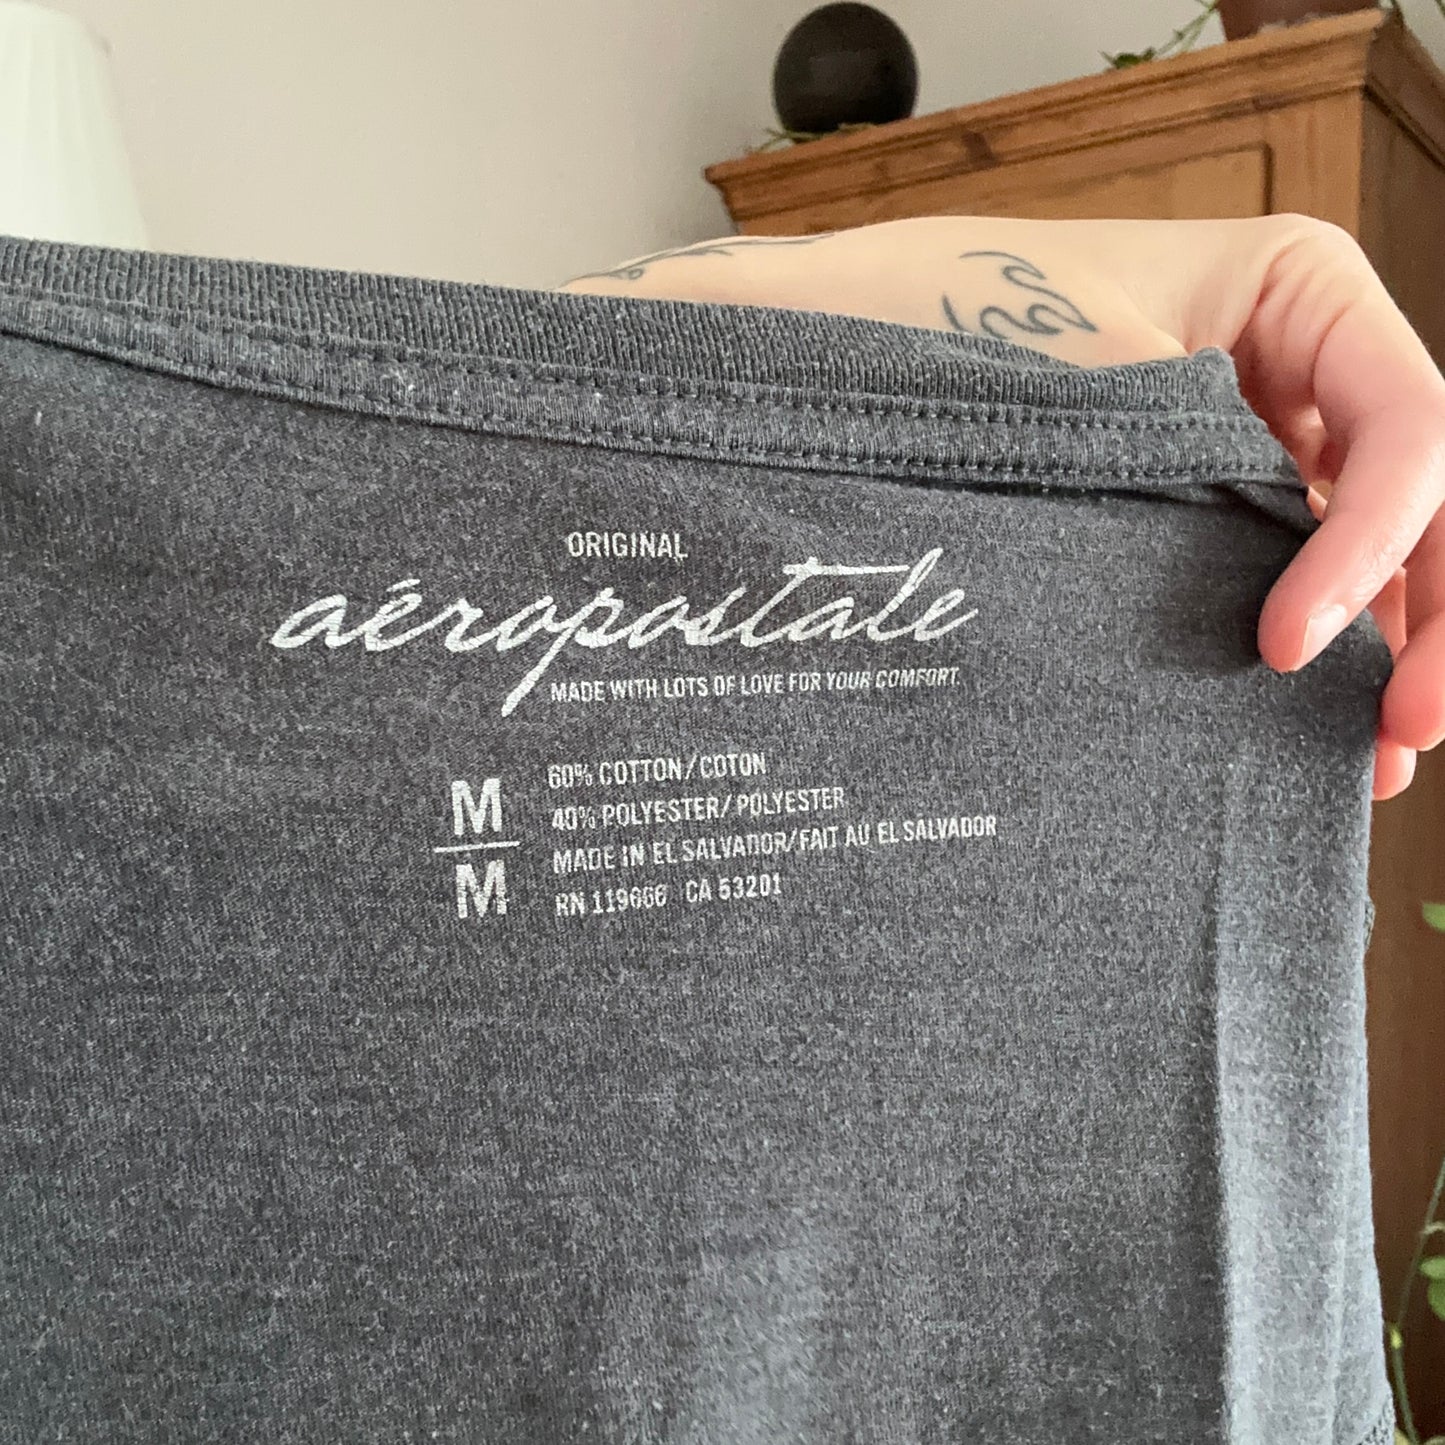 ORIGINAL
aéropostale
MADE WITH LOTS OF LOVE FOR YOUR COMFORT.
M
M
60% COTTON/COTON
40% POLYESTER/POLYESTER
MADE IN EL SALVADOR/FAIT AU EL SALVADOR
RN 119666 CA 53201